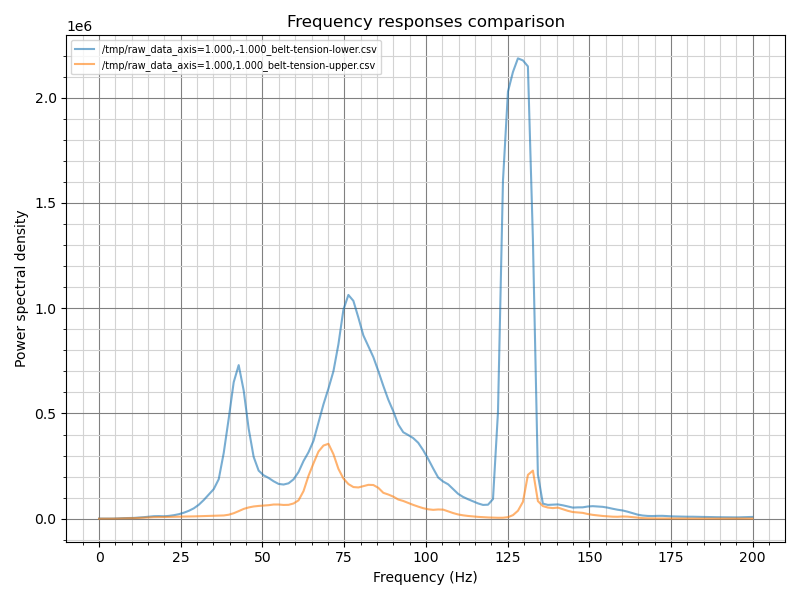 Frequency responses comparison
1e6
/tmp/raw_data_axis=1.000,-1.000_belt-tension-lower.csv
/tmp/raw_data_axis=1.000,1.000_belt-tension-upper.csv
2.0
1.5
1.0
0.5
0.0
Power spectral density
0 25 50 75 100 125 150 175 200
Frequency (Hz)